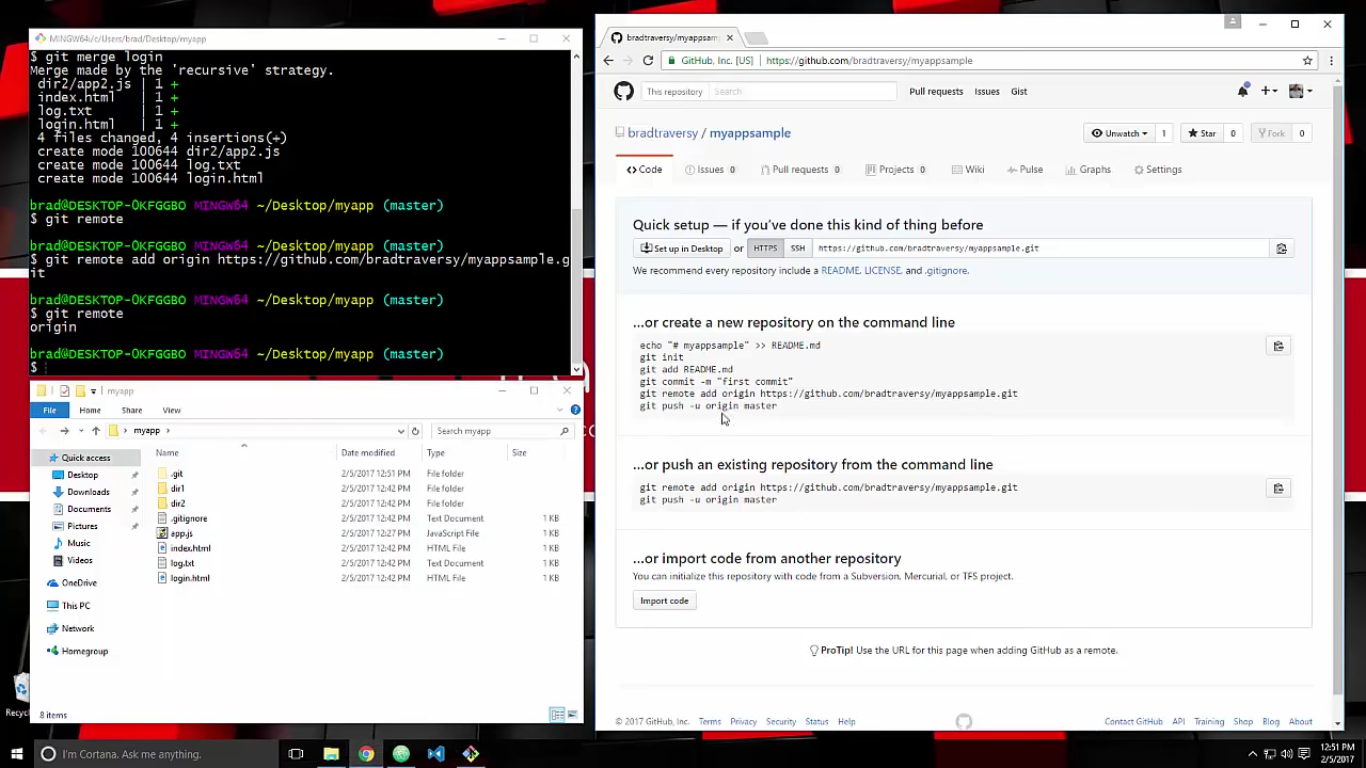 MINGW64:/c/Users/brad/Desktop/myapp
$ git merge login
Merge made by the 'recursive' strategy.
dir2/app2.js | 1 +
index.html | 1 +
log.txt | 1 +
login.html | 1 +
4 files changed, 4 insertions(+)
create mode 100644 dir2/app2.js
create mode 100644 log.txt
create mode 100644 login.html
brad@DESKTOP-0KFGGBO MINGW64 ~/Desktop/myapp (master)
$ git remote
brad@DESKTOP-0KFGGBO MINGW64 ~/Desktop/myapp (master)
$ git remote add origin https://github.com/bradtraversy/myappsample.g
it
brad@DESKTOP-0KFGGBO MINGW64 ~/Desktop/myapp (master)
$ git remote
origin
brad@DESKTOP-0KFGGBO MINGW64 ~/Desktop/myapp (master)
$
myapp
File Home Share View
myapp
Search myapp
Name Date modified Type Size
Quick access
Desktop
Downloads
Documents
Pictures
Music
Videos
OneDrive
This PC
Network
Homegroup
.git 2/5/2017 12:51 PM File folder
dir1 2/5/2017 12:42 PM File folder
dir2 2/5/2017 12:42 PM File folder
.gitignore 2/5/2017 12:42 PM Text Document 1 KB
app.js 2/5/2017 12:27 PM JavaScript File 1 KB
index.html 2/5/2017 12:42 PM HTML File 1 KB
log.txt 2/5/2017 12:42 PM Text Document 1 KB
login.html 2/5/2017 12:42 PM HTML File 1 KB
8 items
bradtraversy/myappsam
GitHub, Inc. [US] https://github.com/bradtraversy/myappsample
This repository Search Pull requests Issues Gist
bradtraversy / myappsample
Unwatch 1 Star 0 Fork 0
Code Issues 0 Pull requests 0 Projects 0 Wiki Pulse Graphs Settings
Quick setup — if you've done this kind of thing before
Set up in Desktop or HTTPS SSH https://github.com/bradtraversy/myappsample.git
We recommend every repository include a README, LICENSE, and .gitignore.
…or create a new repository on the command line
echo "# myappsample" >> README.md
git init
git add README.md
git commit -m "first commit"
git remote add origin https://github.com/bradtraversy/myappsample.git
git push -u origin master
…or push an existing repository from the command line
git remote add origin https://github.com/bradtraversy/myappsample.git
git push -u origin master
…or import code from another repository
You can initialize this repository with code from a Subversion, Mercurial, or TFS project.
Import code
ProTip! Use the URL for this page when adding GitHub as a remote.
© 2017 GitHub, Inc. Terms Privacy Security Status Help
Contact GitHub API Training Shop Blog About
Recyc
I'm Cortana. Ask me anything.
12:51 PM
2/5/2017